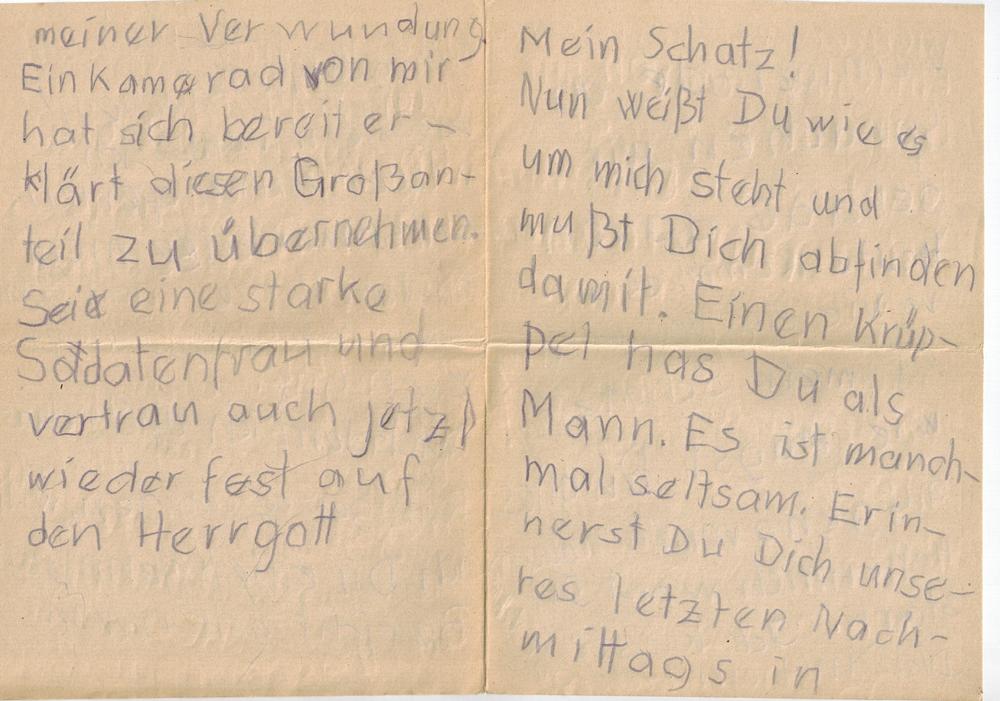 meiner Verwundung
Ein Kamerad von mir
hat sich bereit er-
klärt diesen Großan-
teil zu übernehmen.
Sei eine starke
Soldatenfrau und
vertrau auch jetzt
wieder fest auf
den Herrgott
Mein Schatz!
Nun weißt Du wie es
um mich steht und
mußt Dich abfinden
damit. Einen Krüp-
pel has Du als
Mann. Es ist manch-
mal seltsam. Erin-
nerst Du Dich unse-
res letzten Nach-
mittags in